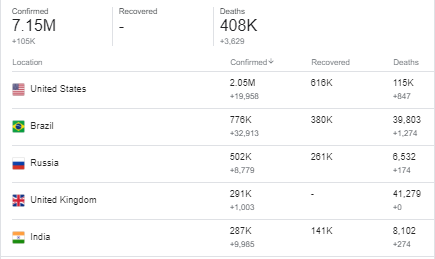 Confirmed Recovered Deaths
7.15M - 408K
+105K +3,629
Location Confirmed↓ Recovered Deaths
United States 2.05M 616K 115K
+19,958 +847
Brazil 776K 380K 39,803
+32,913 +1,274
Russia 502K 261K 6,532
+8,779 +174
United Kingdom 291K - 41,279
+1,003 +0
India 287K 141K 8,102
+9,985 +274